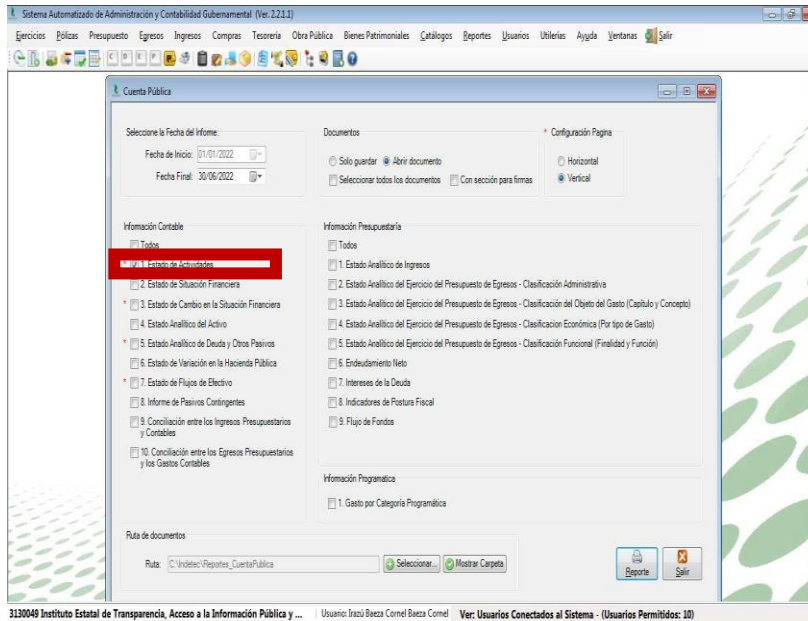 Sistema Automatizado de Administración y Contabilidad Gubernamental (Ver. 2.2.1.1)
Ejercicios Pólizas Presupuesto Egresos Ingresos Compras Tesorería Obra Pública Bienes Patrimoniales Catálogos Reportes Usuarios Utilerias Ayuda Ventanas Salir
Cuenta Pública
Seleccione la Fecha del Informe:
Fecha de Inicio: 01/01/2022
Fecha Final: 30/06/2022
Documentos
Solo guardar Abrir documento
Seleccionar todos los documentos Con sección para firmas
* Configuración Pagina
Horizontal
Vertical
Información Contable
Todos
* 1. Estado de Actividades
2. Estado de Situación Financiera
* 3. Estado de Cambio en la Situación Financiera
4. Estado Analítico del Activo
* 5. Estado Analítico de Deuda y Otros Pasivos
6. Estado de Variación en la Hacienda Pública
* 7. Estado de Flujos de Efectivo
8. Informe de Pasivos Contingentes
9. Conciliación entre los Ingresos Presupuestarios
y Contables
10. Conciliación entre los Egresos Presupuestarios
y los Gastos Contables
Información Presupuestaría
Todos
1. Estado Analítico de Ingresos
2. Estado Analítico del Ejercicio del Presupuesto de Egresos - Clasificación Administrativa
3. Estado Analítico del Ejercicio del Presupuesto de Egresos - Clasificación del Objeto del Gasto (Capitulo y Concepto)
4. Estado Analítico del Ejercicio del Presupuesto de Egresos - Clasificacion Económica (Por tipo de Gasto)
5. Estado Analítico del Ejercicio del Presupuesto de Egresos - Clasificación Funcional (Finalidad y Función)
6. Endeudamiento Neto
7. Intereses de la Deuda
8. Indicadores de Postura Fiscal
9. Flujo de Fondos
Información Programatica
1. Gasto por Categoría Programática
Ruta de documentos
Ruta: C:\Indetec\Reportes_CuentaPublica Seleccionar... Mostrar Carpeta
Reporte Salir
3130049 Instituto Estatal de Transparencia, Acceso a la Información Pública y ... Usuario: Irazú Baeza Cornel Baeza Cornel Ver: Usuarios Conectados al Sistema - (Usuarios Permitidos: 10)